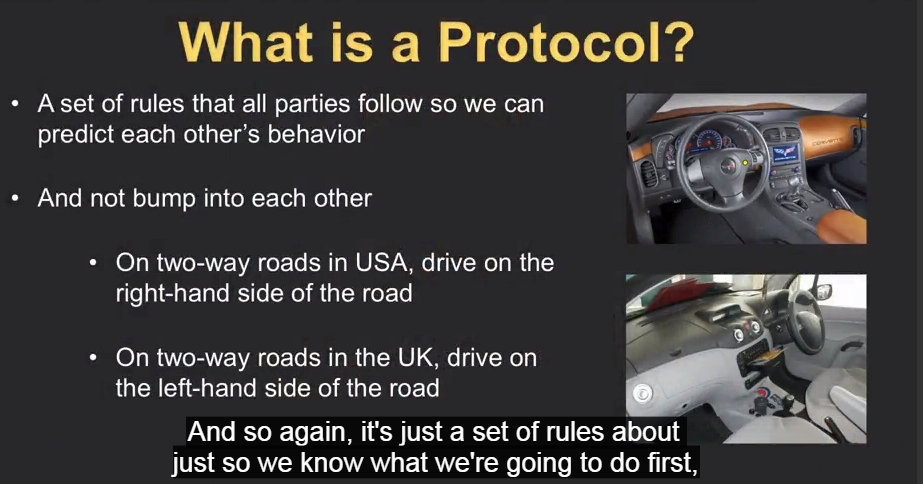 What is a Protocol?
• A set of rules that all parties follow so we can
predict each other's behavior
• And not bump into each other
• On two-way roads in USA, drive on the
right-hand side of the road
• On two-way roads in the UK, drive on
the left-hand side of the road
CORVETTE
And so again, it's just a set of rules about
just so we know what we're going to do first,